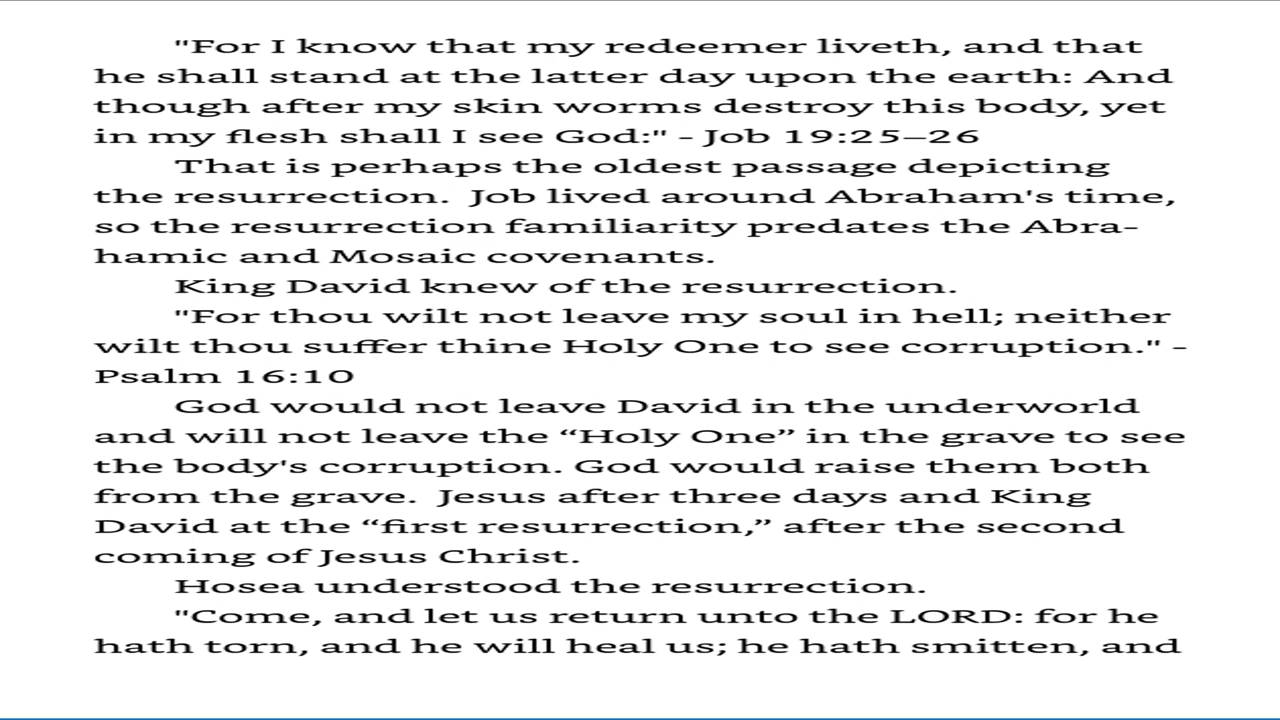 "For I know that my redeemer liveth, and that
he shall stand at the latter day upon the earth: And
though after my skin worms destroy this body, yet
in my flesh shall I see God:" - Job 19:25–26
That is perhaps the oldest passage depicting
the resurrection.  Job lived around Abraham's time,
so the resurrection familiarity predates the Abra-
hamic and Mosaic covenants.
King David knew of the resurrection.
"For thou wilt not leave my soul in hell; neither
wilt thou suffer thine Holy One to see corruption." -
Psalm 16:10
God would not leave David in the underworld
and will not leave the “Holy One” in the grave to see
the body's corruption. God would raise them both
from the grave.  Jesus after three days and King
David at the “first resurrection,” after the second
coming of Jesus Christ.
Hosea understood the resurrection.
"Come, and let us return unto the LORD: for he
hath torn, and he will heal us; he hath smitten, and